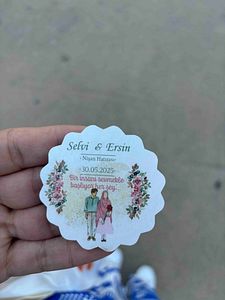 Selvi & Ersin
Nişan Hatırası
30.05.2025
Bir insanı sevmekle
başlıyor her şey..